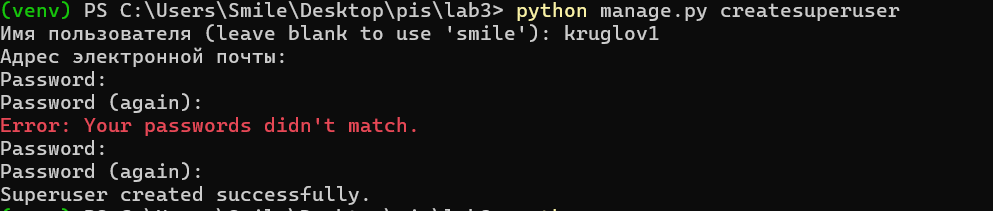 (venv) PS C:\Users\Smile\Desktop\pis\lab3> python manage.py createsuperuser
Имя пользователя (leave blank to use 'smile'): kruglov1
Адрес электронной почты:
Password:
Password (again):
Error: Your passwords didn't match.
Password:
Password (again):
Superuser created successfully.